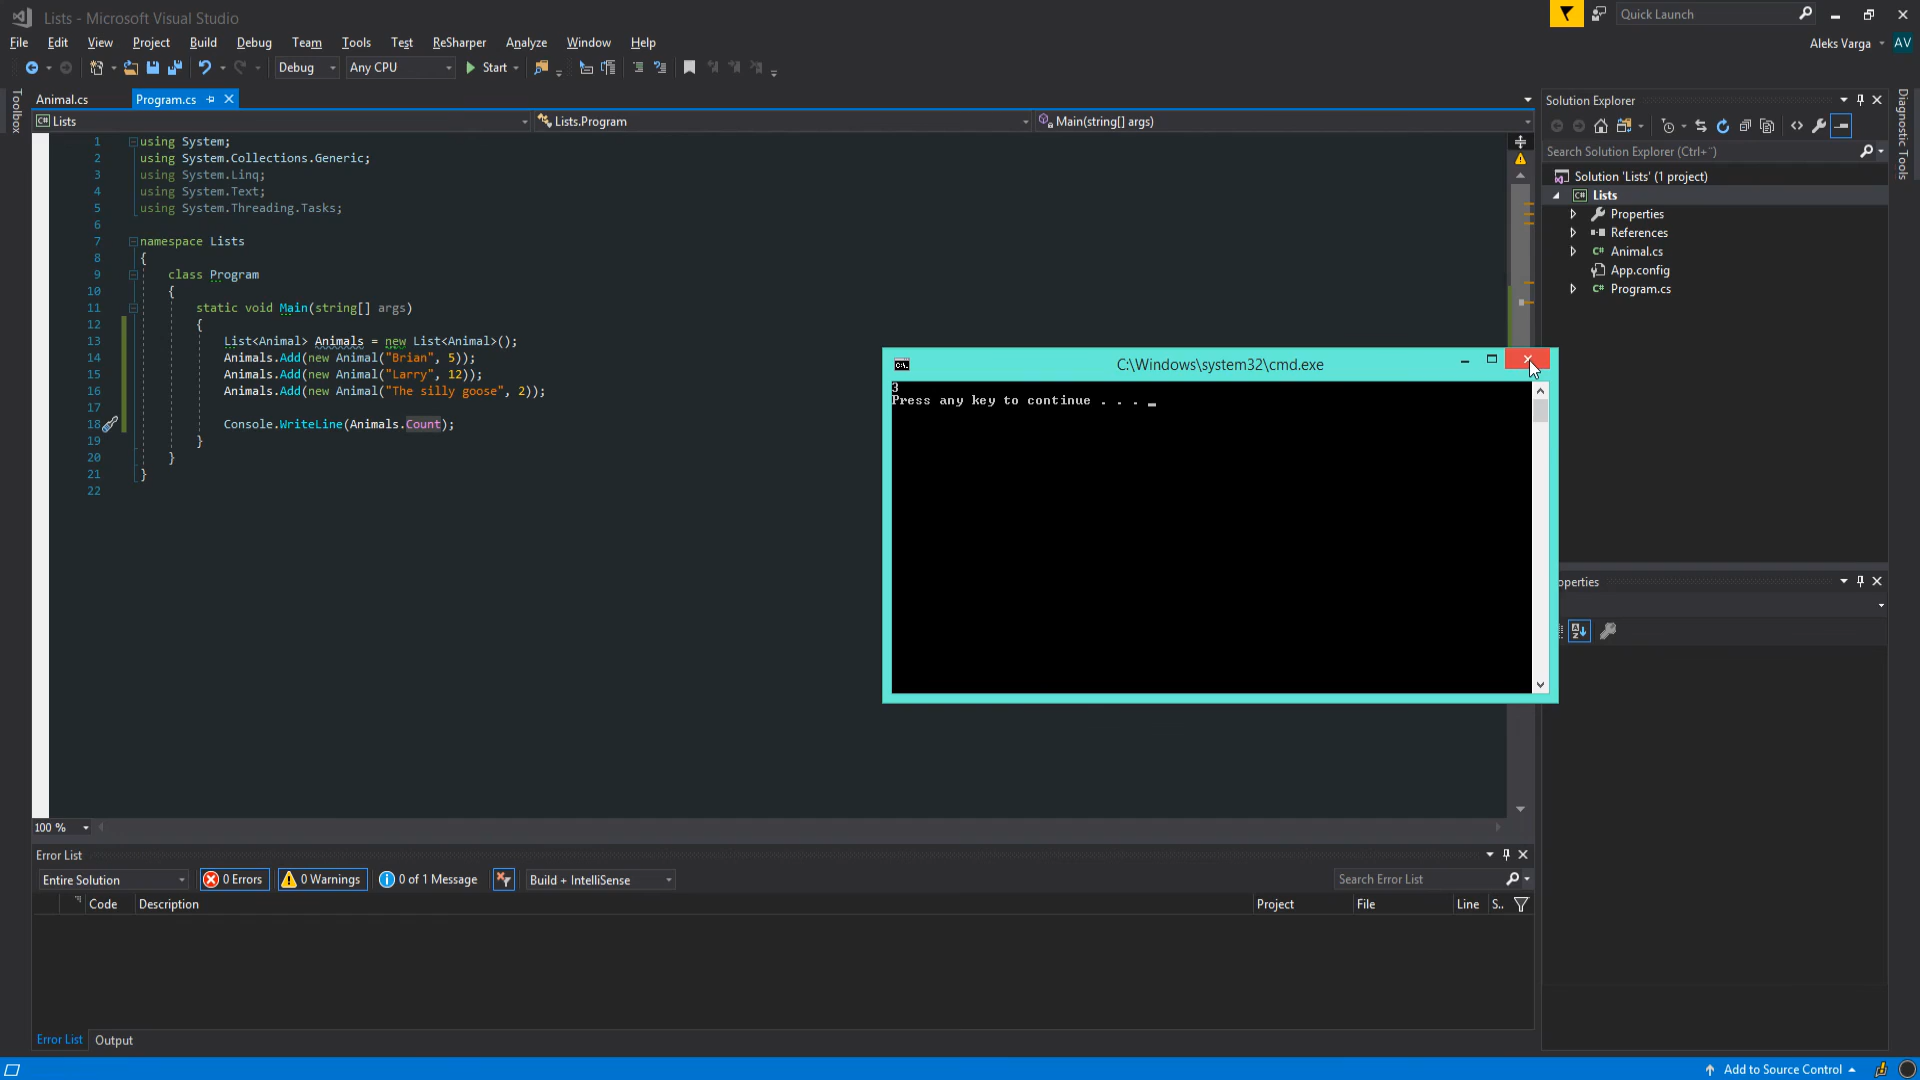 Lists - Microsoft Visual Studio
Quick Launch
File Edit View Project Build Debug Team Tools Test ReSharper Analyze Window Help
Aleks Varga AV
Debug Any CPU Start
Toolbox
Animal.cs Program.cs
Lists Lists.Program Main(string[] args)
1 using System;
2 using System.Collections.Generic;
3 using System.Linq;
4 using System.Text;
5 using System.Threading.Tasks;
6
7 namespace Lists
8 {
9 class Program
10 {
11 static void Main(string[] args)
12 {
13 List<Animal> Animals = new List<Animal>();
14 Animals.Add(new Animal("Brian", 5));
15 Animals.Add(new Animal("Larry", 12));
16 Animals.Add(new Animal("The silly goose", 2));
17
18 Console.WriteLine(Animals.Count);
19 }
20 }
21 }
22
C:\Windows\system32\cmd.exe
C:\.
3
Press any key to continue . . . _
Solution Explorer
Search Solution Explorer (Ctrl+¨)
Solution 'Lists' (1 project)
C# Lists
Properties
References
C# Animal.cs
App.config
C# Program.cs
Diagnostic Tools
operties
100 %
Error List
Entire Solution 0 Errors 0 Warnings 0 of 1 Message Build + IntelliSense Search Error List
Code Description Project File Line S..
Error List Output
Add to Source Control